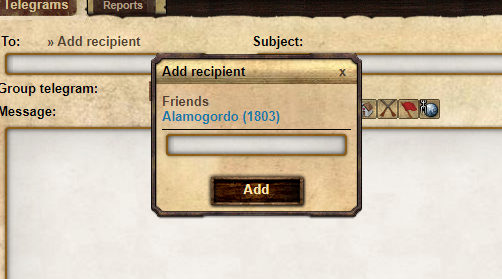 Telegrams
Reports
To:
» Add recipient
Subject:
Add recipient
x
Friends
Alamogordo (1803)
Add
Group telegram:
Message: